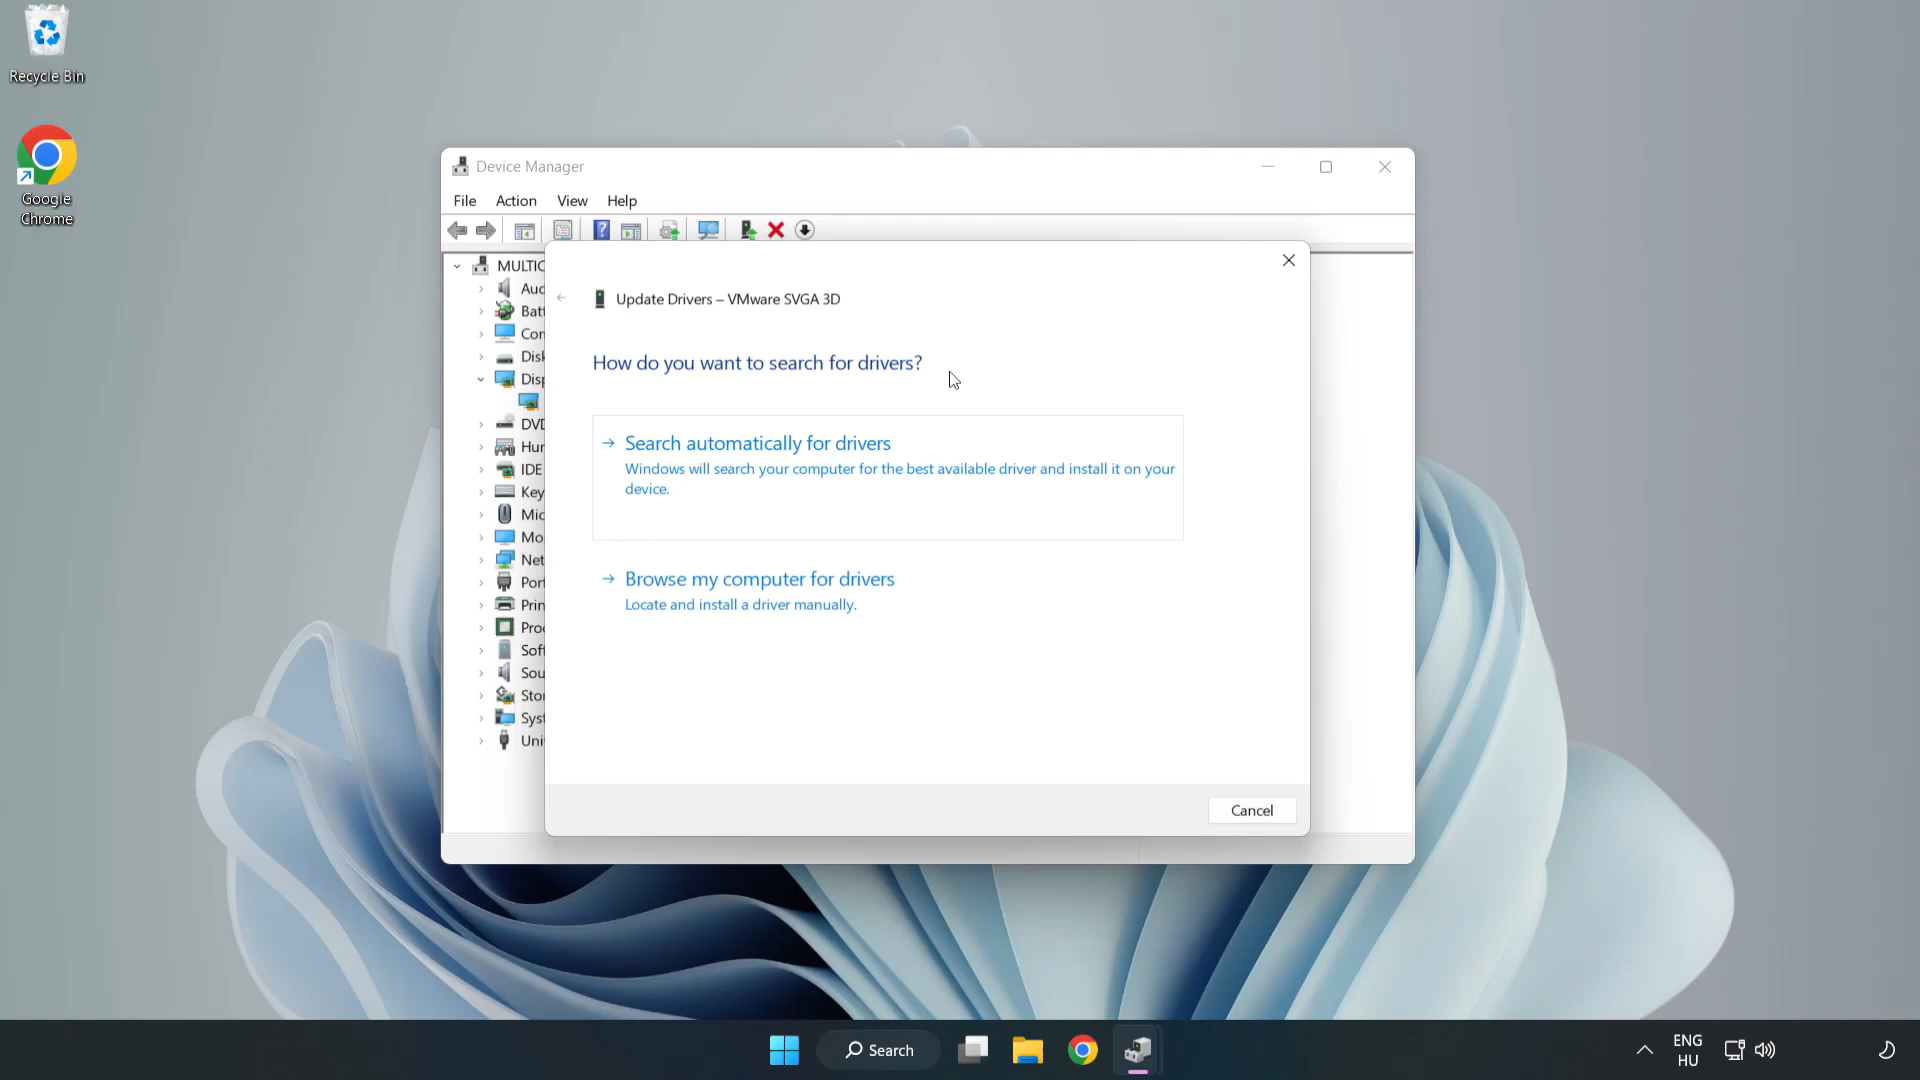 Recycle Bin
Google
Chrome
Device Manager
File Action View Help
Update Drivers – VMware SVGA 3D
How do you want to search for drivers?
Search automatically for drivers
Windows will search your computer for the best available driver and install it on your
device.
Browse my computer for drivers
Locate and install a driver manually.
Cancel
MULTIC
Aud
Batt
Con
Disk
Disp
DVD
Hun
IDE
Key
Mic
Mo
Net
Port
Prin
Proc
Soft
Sou
Stor
Syst
Uni
Search
ENG
HU